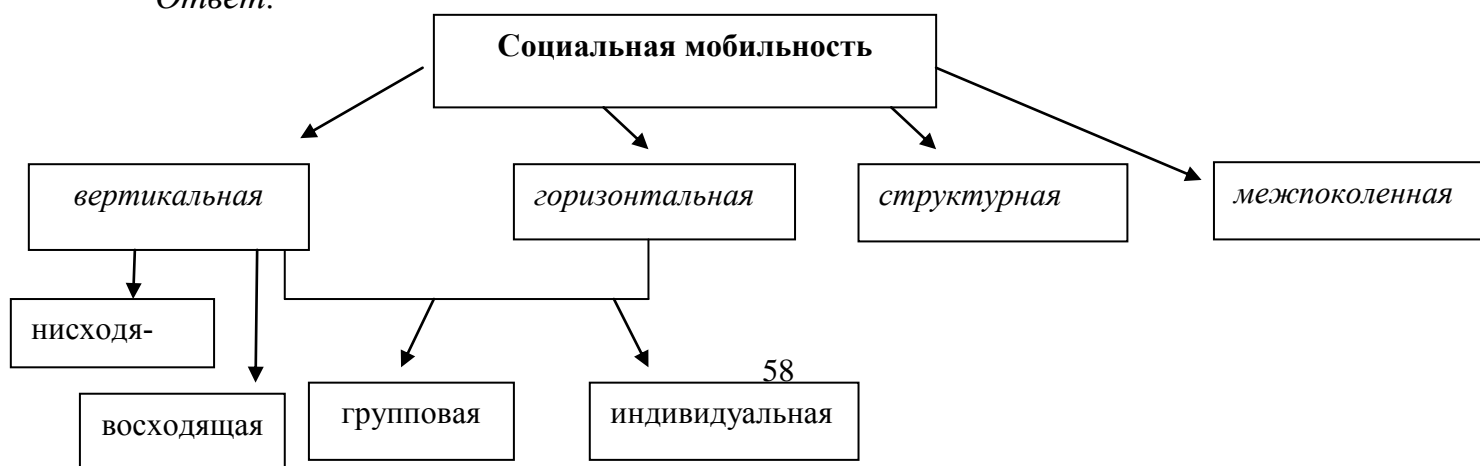 Ответ:
Социальная мобильность
вертикальная
горизонтальная
структурная
межпоколенная
нисходя-
58
восходящая
групповая
индивидуальная